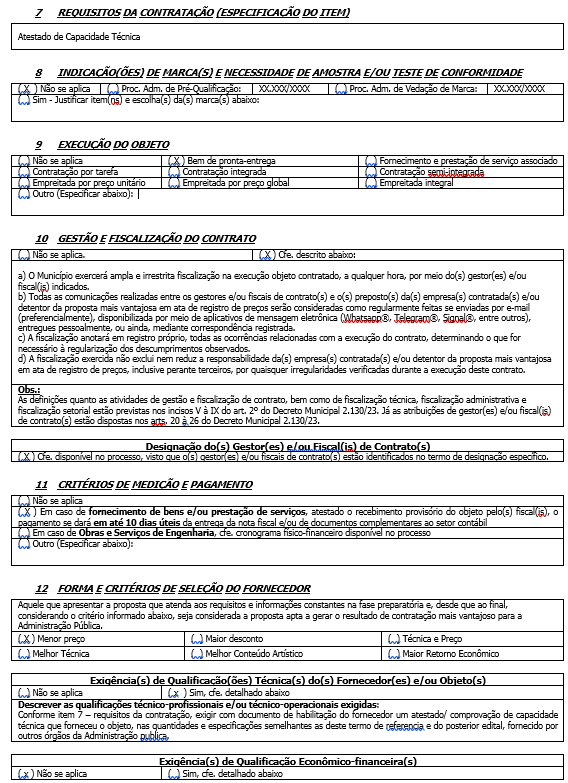 7 REQUISITOS DA CONTRATAÇÃO (ESPECIFICAÇÃO DO ITEM)
Atestado de Capacidade Técnica
8 INDICAÇÃO(ÕES) DE MARCA(S) E NECESSIDADE DE AMOSTRA E/OU TESTE DE CONFORMIDADE
( X ) Não se aplica ( ) Proc. Adm. de Pré-Qualificação: XX.XXX/XXXX ( ) Proc. Adm. de Vedação de Marca: XX.XXX/XXXX
( ) Sim - Justificar item(ns) e escolha(s) da(s) marca(s) abaixo:
9 EXECUÇÃO DO OBJETO
( ) Não se aplica ( X ) Bem de pronta-entrega ( ) Fornecimento e prestação de serviço associado
( ) Contratação por tarefa ( ) Contratação integrada ( ) Contratação semi-integrada
( ) Empreitada por preço unitário ( ) Empreitada por preço global ( ) Empreitada integral
( ) Outro (Especificar abaixo):
10 GESTÃO E FISCALIZAÇÃO DO CONTRATO
( ) Não se aplica. ( X ) Cfe. descrito abaixo:
a) O Município exercerá ampla e irrestrita fiscalização na execução objeto contratado, a qualquer hora, por meio do(s) gestor(es) e/ou
fiscal(is) indicados.
b) Todas as comunicações realizadas entre os gestores e/ou fiscais de contrato(s) e o(s) preposto(s) da(s) empresa(s) contratada(s) e/ou
detentor da proposta mais vantajosa em ata de registro de preços serão consideradas como regularmente feitas se enviadas por e-mail
(preferencialmente), disponibilizada por meio de aplicativos de mensagem eletrônica (Whatsapp®, Telegram®, Signal®, entre outros),
entregues pessoalmente, ou ainda, mediante correspondência registrada.
c) A fiscalização anotará em registro próprio, todas as ocorrências relacionadas com a execução do contrato, determinando o que for
necessário à regularização dos descumprimentos observados.
d) A fiscalização exercida não exclui nem reduz a responsabilidade da(s) empresa(s) contratada(s) e/ou detentor da proposta mais vantajosa
em ata de registro de preços, inclusive perante terceiros, por quaisquer irregularidades verificadas durante a execução deste contrato.
Obs.:
As definições quanto as atividades de gestão e fiscalização de contrato, bem como de fiscalização técnica, fiscalização administrativa e
fiscalização setorial estão previstas nos incisos V à IX do art. 2º do Decreto Municipal 2.130/23. Já as atribuições de gestor(es) e/ou fiscal(is)
de contrato(s) estão dispostas nos arts. 20 à 26 do Decreto Municipal 2.130/23.
Designação do(s) Gestor(es) e/ou Fiscal(is) de Contrato(s)
( X ) Cfe. disponível no processo, visto que o(s) gestor(es) e/ou fiscais de contrato(s) estão identificados no termo de designação específico.
11 CRITÉRIOS DE MEDIÇÃO E PAGAMENTO
( ) Não se aplica
( X ) Em caso de fornecimento de bens e/ou prestação de serviços, atestado o recebimento provisório do objeto pelo(s) fiscal(is), o
pagamento se dará em até 10 dias úteis da entrega da nota fiscal e/ou de documentos complementares ao setor contábil
( ) Em caso de Obras e Serviços de Engenharia, cfe. cronograma físico-financeiro disponível no processo
( ) Outro (Especificar abaixo):
12 FORMA E CRITÉRIOS DE SELEÇÃO DO FORNECEDOR
Aquele que apresentar a proposta que atenda aos requisitos e informações constantes na fase preparatória e, desde que ao final,
considerando o critério informado abaixo, seja considerada a proposta apta a gerar o resultado de contratação mais vantajoso para a
Administração Pública.
( X ) Menor preço ( ) Maior desconto ( ) Técnica e Preço
( ) Melhor Técnica ( ) Melhor Conteúdo Artístico ( ) Maior Retorno Econômico
Exigência(s) de Qualificação(ões) Técnica(s) do(s) Fornecedor(es) e/ou Objeto(s)
( ) Não se aplica ( x ) Sim, cfe. detalhado abaixo
Descrever as qualificações técnico-profissionais e/ou técnico-operacionais exigidas:
Conforme item 7 – requisitos da contratação, exigir com documento de habilitação do fornecedor um atestado/ comprovação de capacidade
técnica que forneceu o objeto, nas quantidades e especificações semelhantes as deste termo de referencia e do posterior edital, fornecido por
outros órgãos da Administração publica.
Exigência(s) de Qualificação Econômico-financeira(s)
( x ) Não se aplica ( ) Sim, cfe. detalhado abaixo